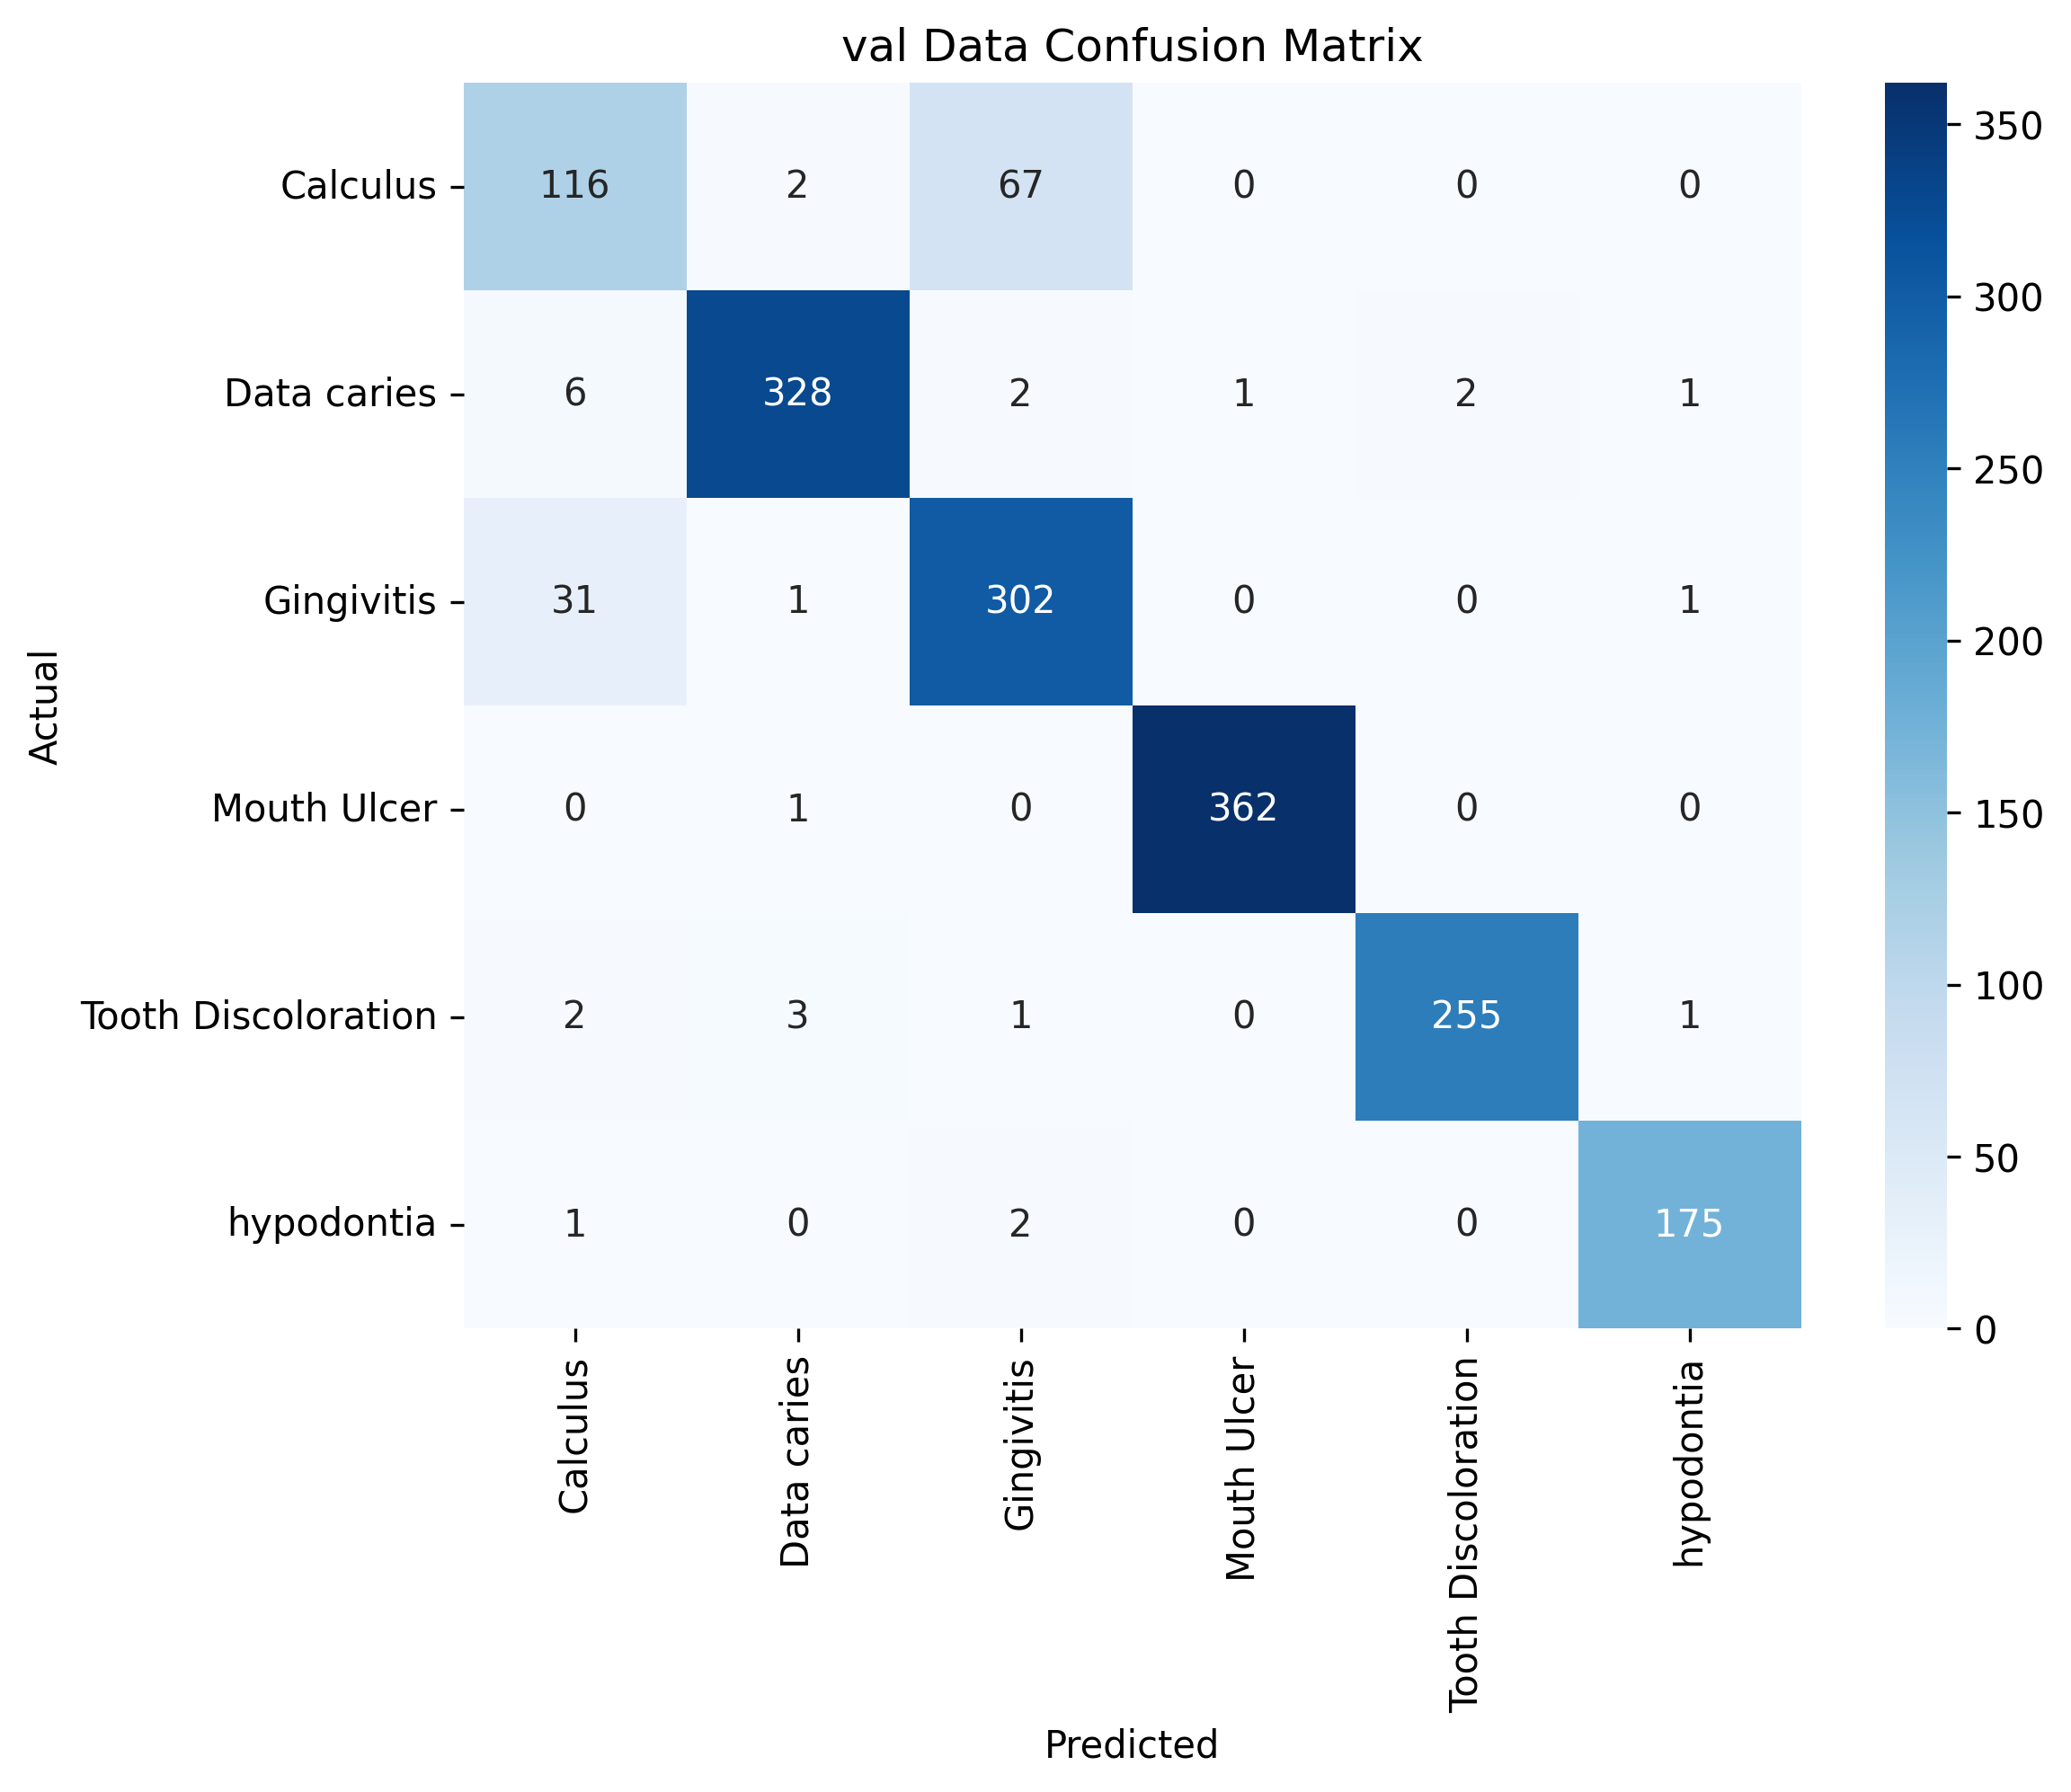 val Data Confusion Matrix
Calculus 116 2 67 0 0 0
Data caries 6 328 2 1 2 1
Gingivitis 31 1 302 0 0 1
Mouth Ulcer 0 1 0 362 0 0
Tooth Discoloration 2 3 1 0 255 1
hypodontia 1 0 2 0 0 175
Actual
Calculus
Data caries
Gingivitis
Mouth Ulcer
Tooth Discoloration
hypodontia
Predicted
350
300
250
200
150
100
50
0